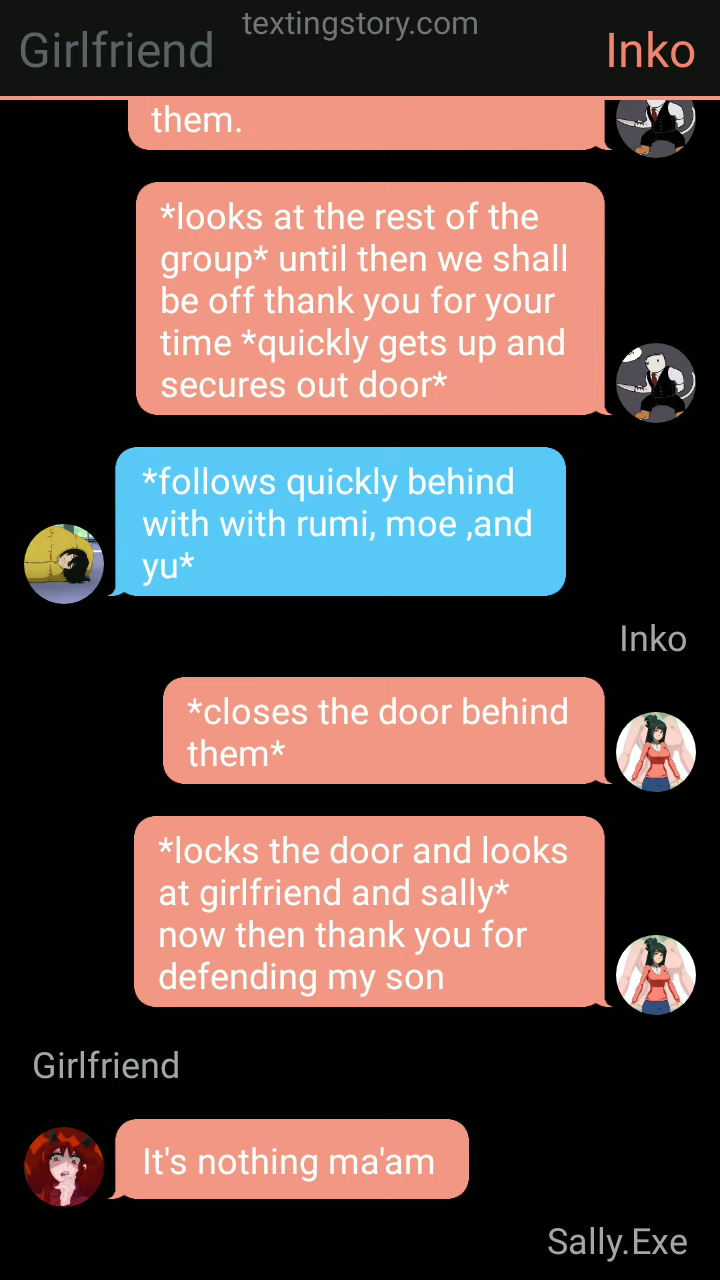 textingstory.com
Girlfriend
Inko
them.
*looks at the rest of the
group* until then we shall
be off thank you for your
time *quickly gets up and
secures out door*
*follows quickly behind
with with rumi, moe ,and
yu*
Inko
*closes the door behind
them*
*locks the door and looks
at girlfriend and sally*
now then thank you for
defending my son
Girlfriend
It's nothing ma'am
Sally.Exe